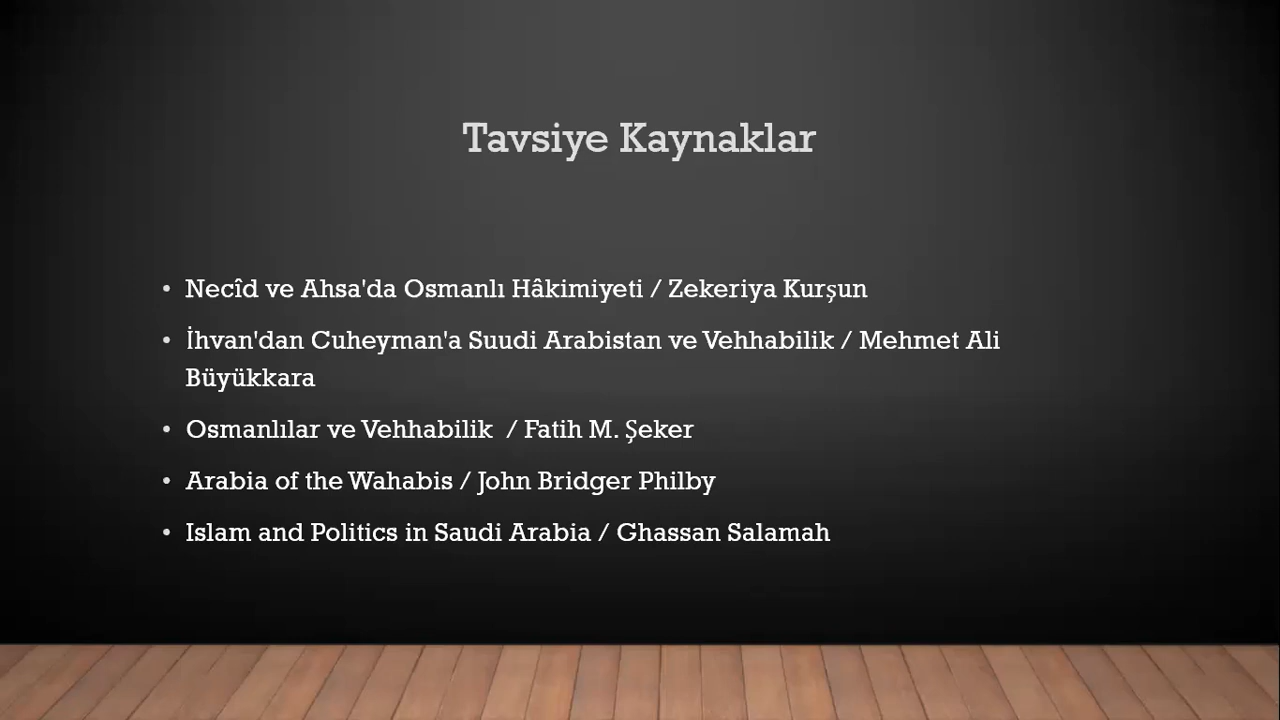 Tavsiye Kaynaklar
• Necîd ve Ahsa'da Osmanlı Hâkimiyeti / Zekeriya Kurşun
• İhvan'dan Cuheyman'a Suudi Arabistan ve Vehhabilik / Mehmet Ali
Büyükkara
• Osmanlılar ve Vehhabilik / Fatih M. Şeker
• Arabia of the Wahabis / John Bridger Philby
• Islam and Politics in Saudi Arabia / Ghassan Salamah